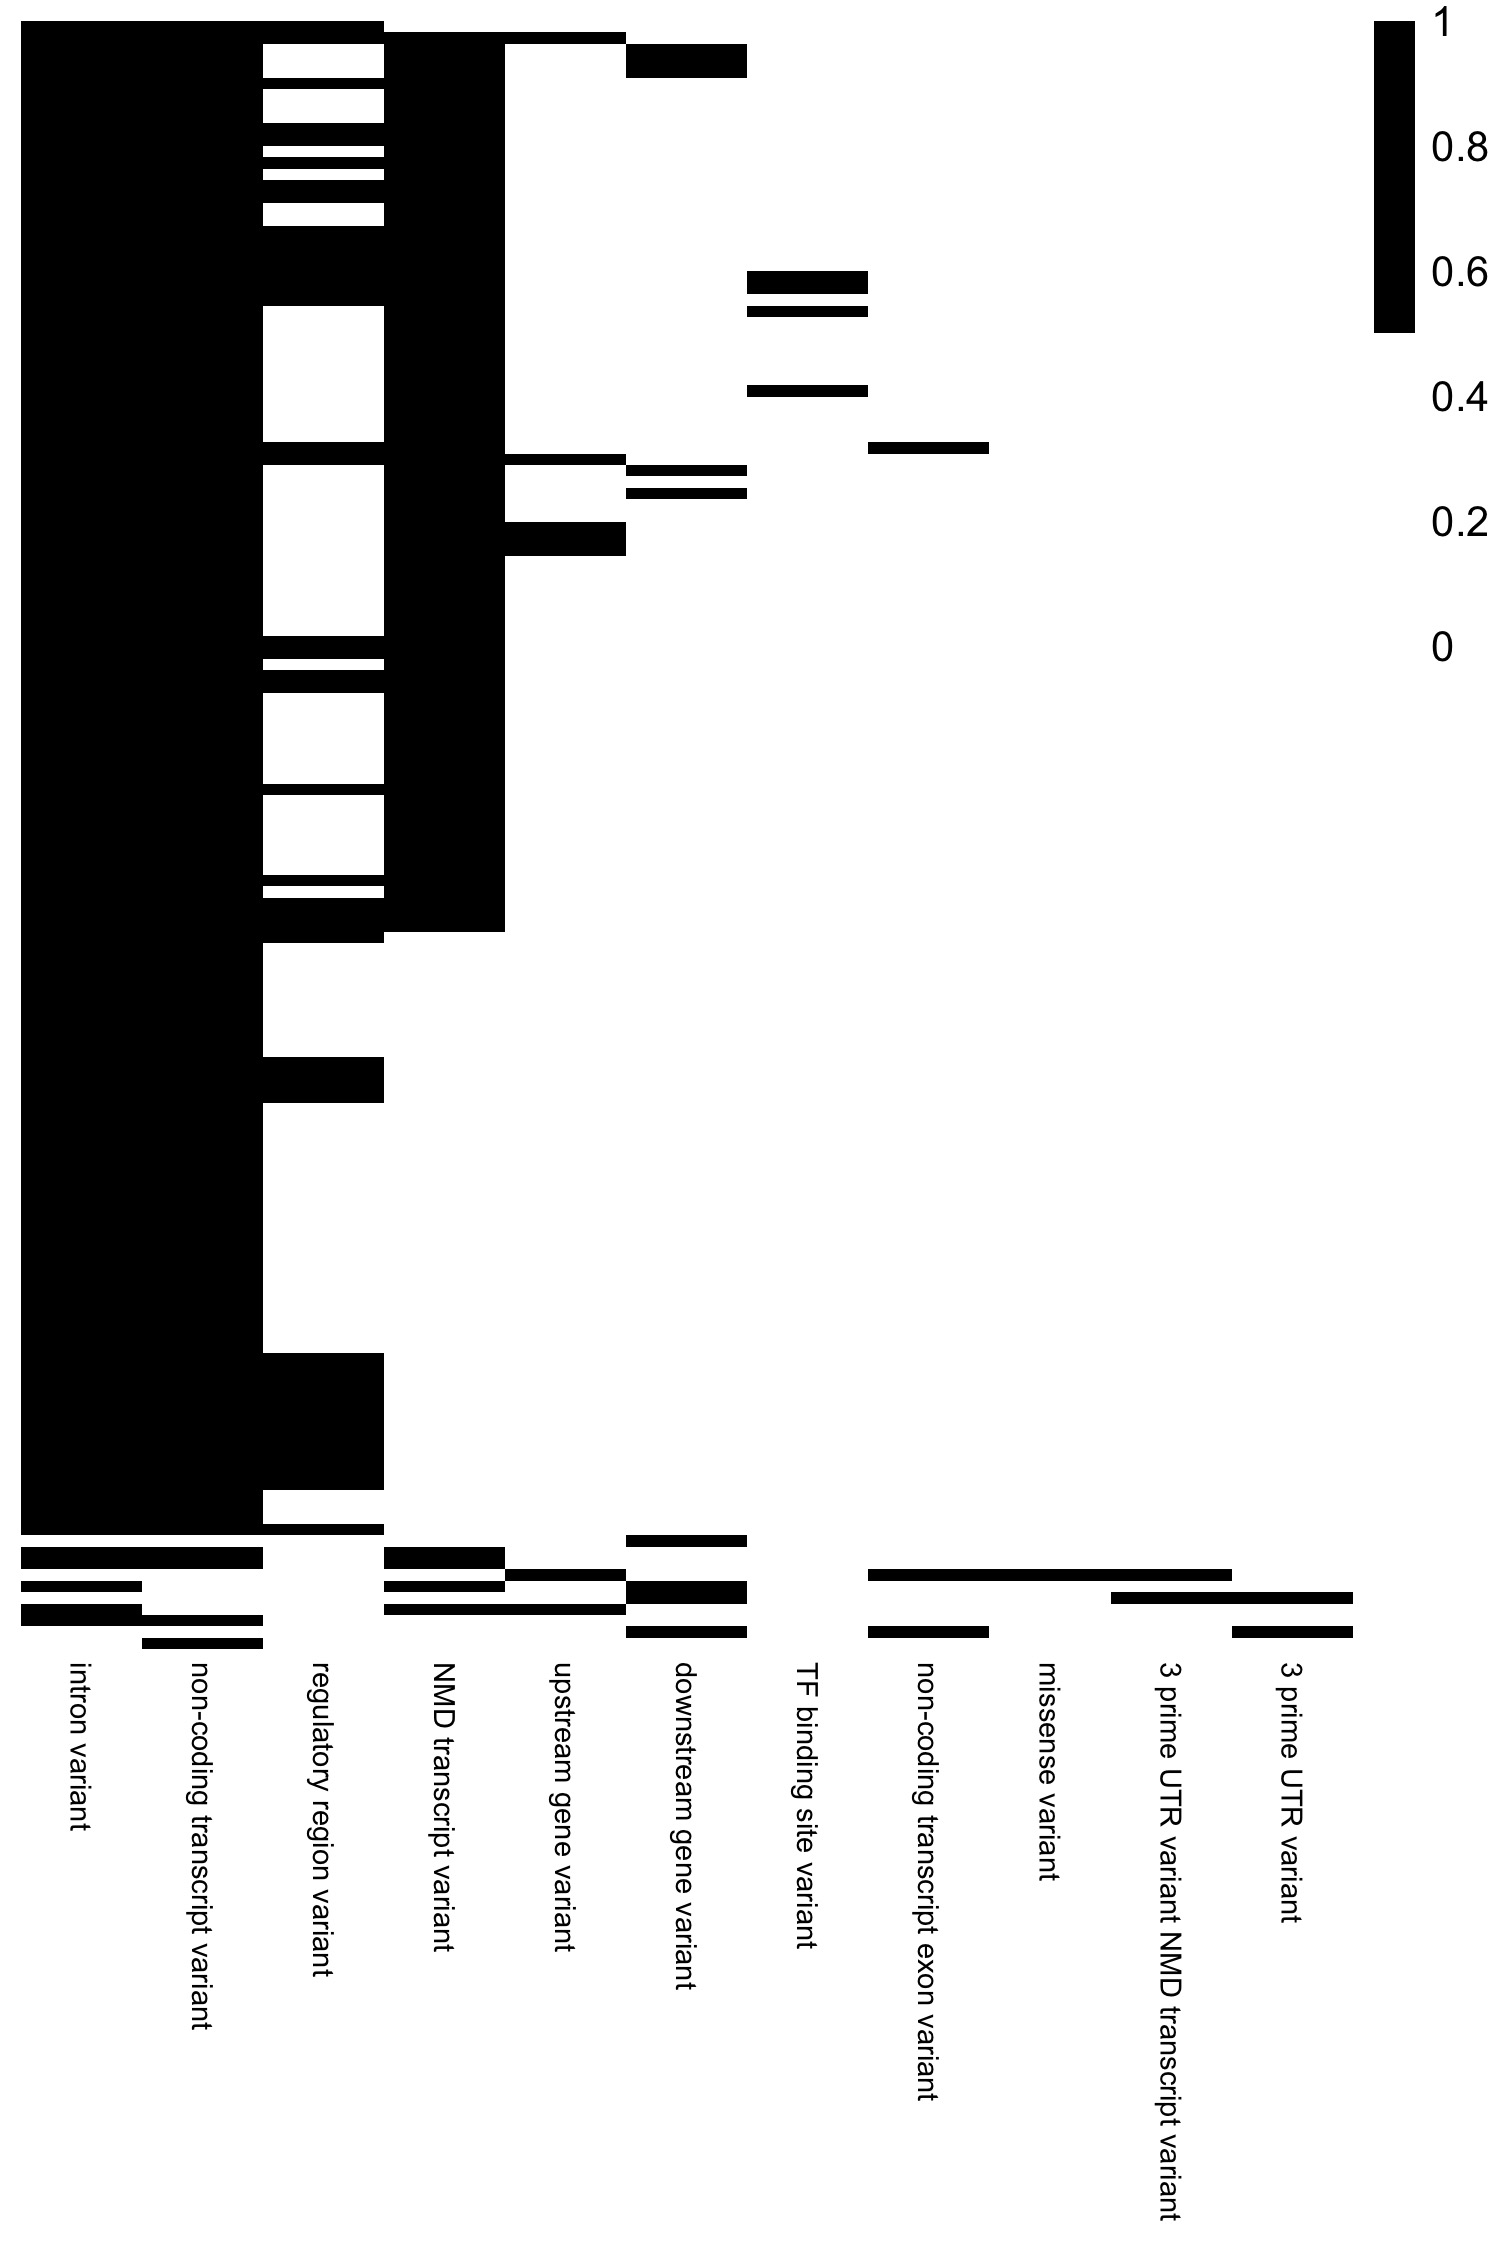 1
0.8
0.6
0.4
0.2
0
intron variant
non-coding transcript variant
regulatory region variant
NMD transcript variant
upstream gene variant
downstream gene variant
TF binding site variant
non-coding transcript exon variant
missense variant
3 prime UTR variant NMD transcript variant
3 prime UTR variant